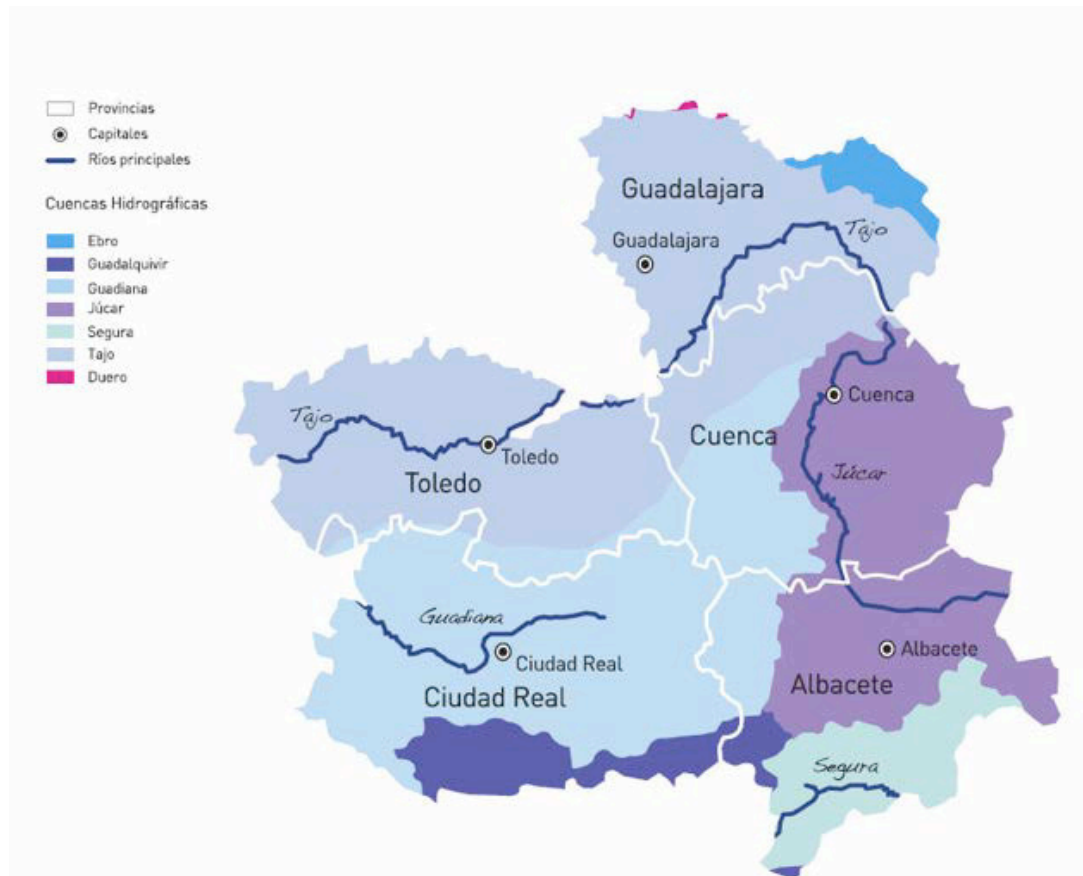 Provincias
Capitales
Ríos principales
Cuencas Hidrográficas
Ebro
Guadalquivir
Guadiana
Júcar
Segura
Tajo
Duero
Guadalajara
Guadalajara
Tajo
Cuenca
Cuenca
Júcar
Tajo
Toledo
Toledo
Guadiana
Ciudad Real
Ciudad Real
Albacete
Albacete
Segura